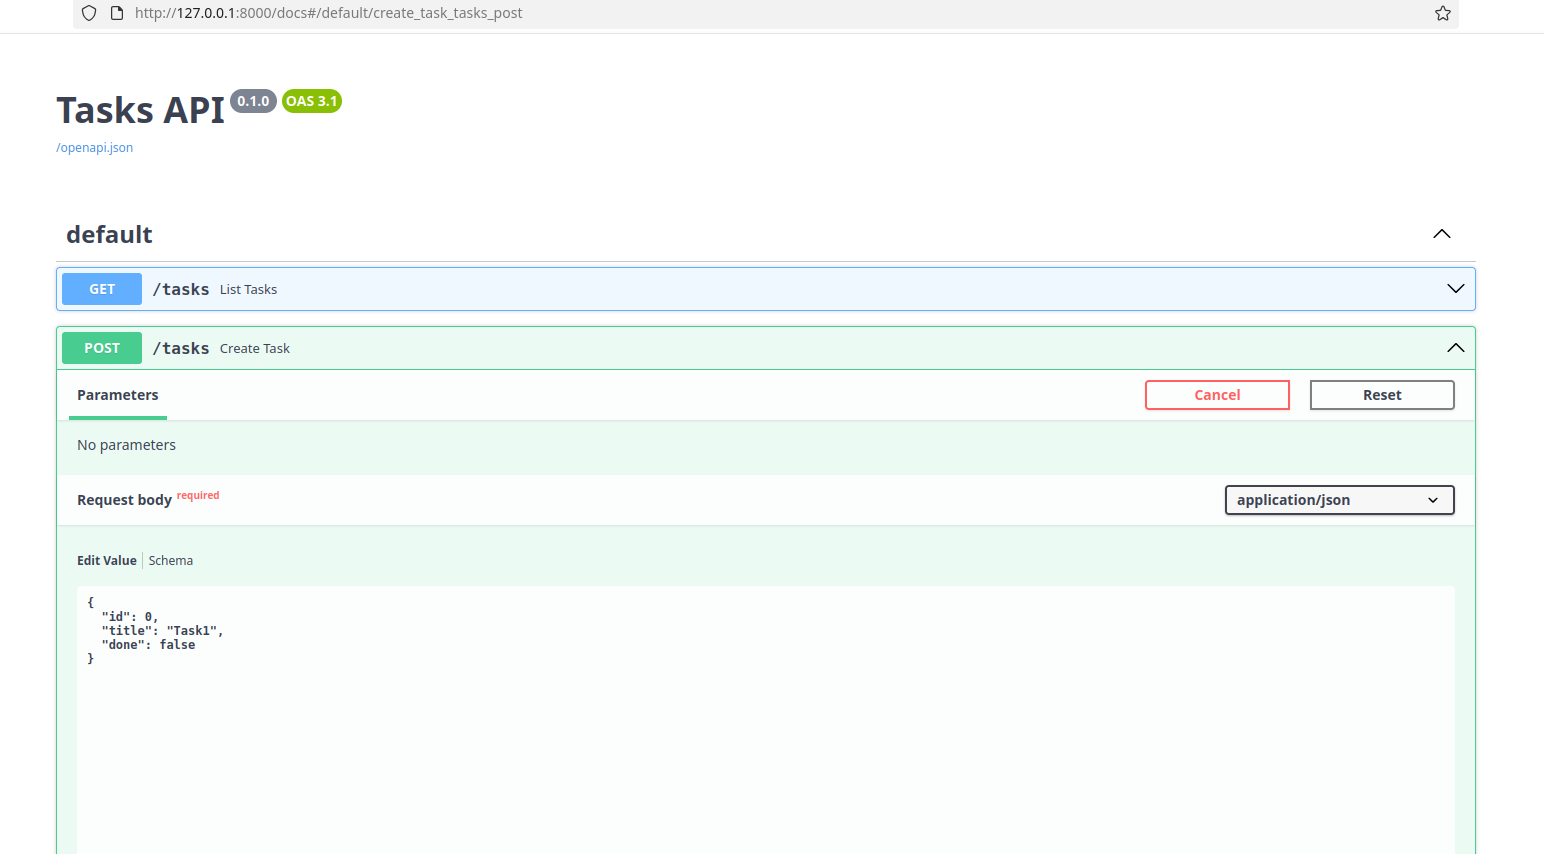 http://127.0.0.1:8000/docs#/default/create_task_tasks_post
Tasks API 0.1.0 OAS 3.1
/openapi.json
default
GET /tasks List Tasks
POST /tasks Create Task
Parameters Cancel Reset
No parameters
Request body required application/json
Edit Value Schema
{
  "id": 0,
  "title": "Task1",
  "done": false
}